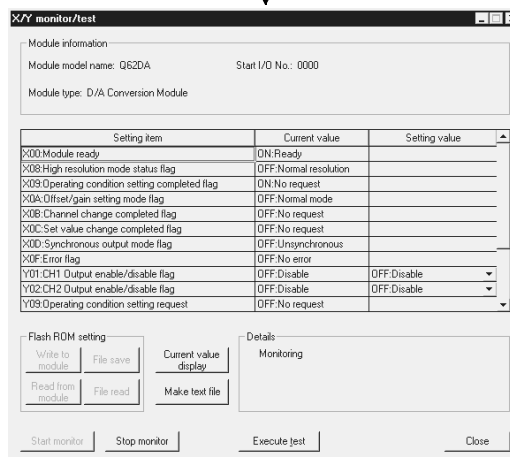 X/Y monitor/test
Module information
Module model name: Q62DA Start I/O No.: 0000
Module type: D/A Conversion Module
Setting item Current value Setting value
X00:Module ready ON:Ready
X08:High resolution mode status flag OFF:Normal resolution
X09:Operating condition setting completed flag ON:No request
X0A:Offset/gain setting mode flag OFF:Normal mode
X0B:Channel change completed flag OFF:No request
X0C:Set value change completed flag OFF:No request
X0D:Synchronous output mode flag OFF:Unsynchronous
X0F:Error flag OFF:No error
Y01:CH1 Output enable/disable flag OFF:Disable OFF:Disable
Y02:CH2 Output enable/disable flag OFF:Disable OFF:Disable
Y09:Operating condition setting request OFF:No request
Flash ROM setting Details
Write to module File save Current value display Monitoring
Read from module File read Make text file
Start monitor Stop monitor Execute test Close